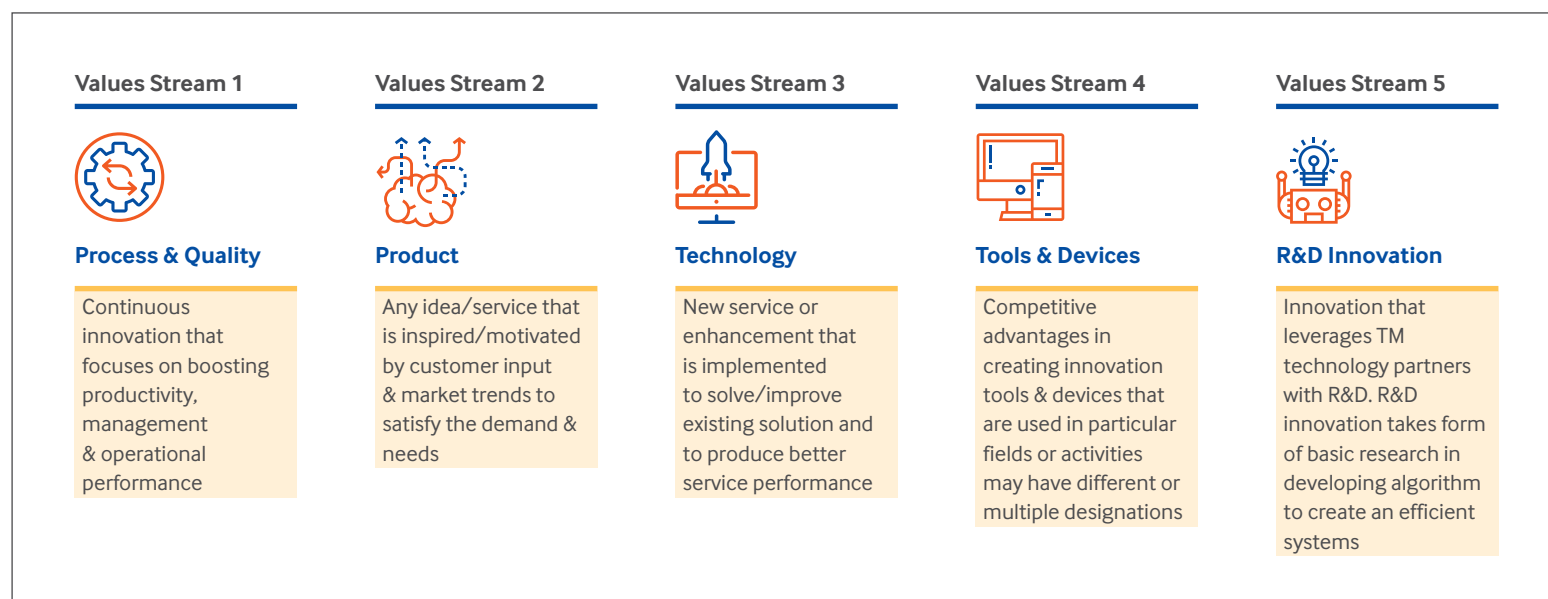 Values Stream 1
Process & Quality
Continuous
innovation that
focuses on boosting
productivity,
management
& operational
performance
Values Stream 2
Product
Any idea/service that
is inspired/motivated
by customer input
& market trends to
satisfy the demand &
needs
Values Stream 3
Technology
New service or
enhancement that
is implemented
to solve/improve
existing solution and
to produce better
service performance
Values Stream 4
Tools & Devices
Competitive
advantages in
creating innovation
tools & devices that
are used in particular
fields or activities
may have different or
multiple designations
Values Stream 5
R&D Innovation
Innovation that
leverages TM
technology partners
with R&D. R&D
innovation takes form
of basic research in
developing algorithm
to create an efficient
systems